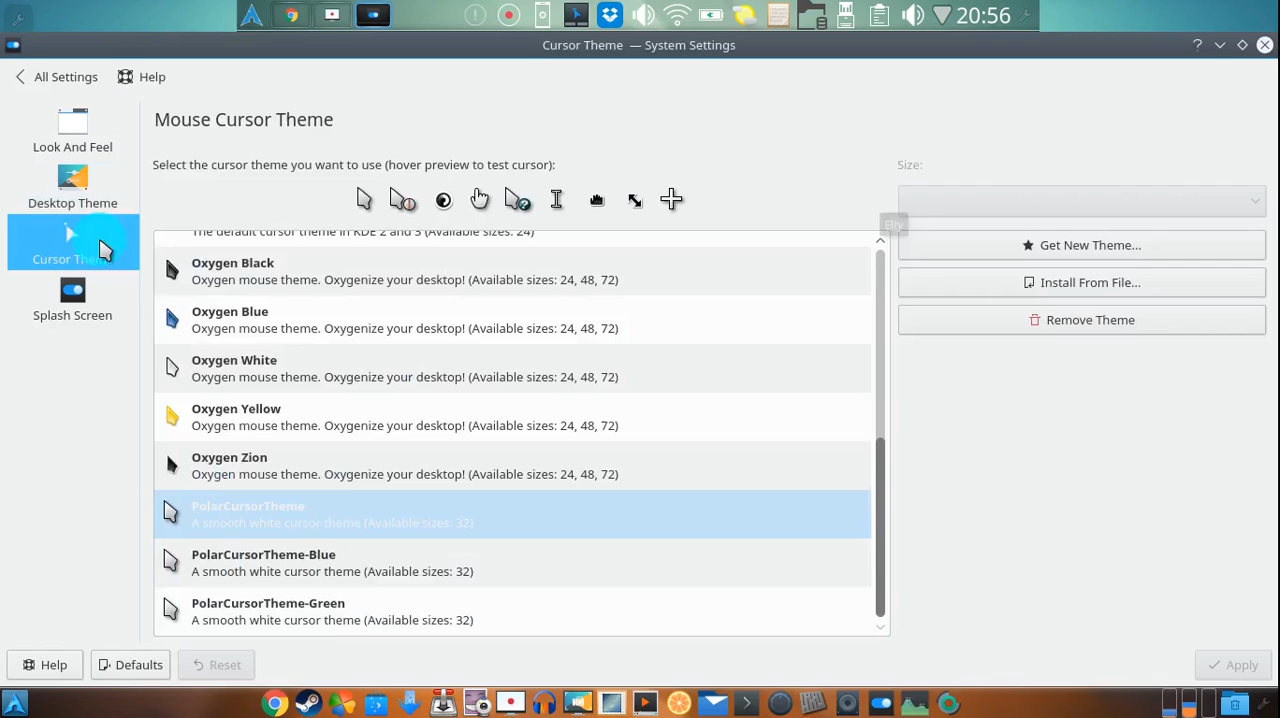 20:56
Cursor Theme — System Settings
All Settings
Help
Look And Feel
Desktop Theme
Cursor
Splash Screen
Mouse Cursor Theme
Select the cursor theme you want to use (hover preview to test cursor):
The default cursor theme in KDE 2 and 3 (Available sizes: 24)
Oxygen Black
Oxygen mouse theme. Oxygenize your desktop! (Available sizes: 24, 48, 72)
Oxygen Blue
Oxygen mouse theme. Oxygenize your desktop! (Available sizes: 24, 48, 72)
Oxygen White
Oxygen mouse theme. Oxygenize your desktop! (Available sizes: 24, 48, 72)
Oxygen Yellow
Oxygen mouse theme. Oxygenize your desktop! (Available sizes: 24, 48, 72)
Oxygen Zion
Oxygen mouse theme. Oxygenize your desktop! (Available sizes: 24, 48, 72)
PolarCursorTheme
A smooth white cursor theme (Available sizes: 32)
PolarCursorTheme-Blue
A smooth white cursor theme (Available sizes: 32)
PolarCursorTheme-Green
A smooth white cursor theme (Available sizes: 32)
Size:
Get New Theme...
Install From File...
Remove Theme
Help
Defaults
Reset
Apply